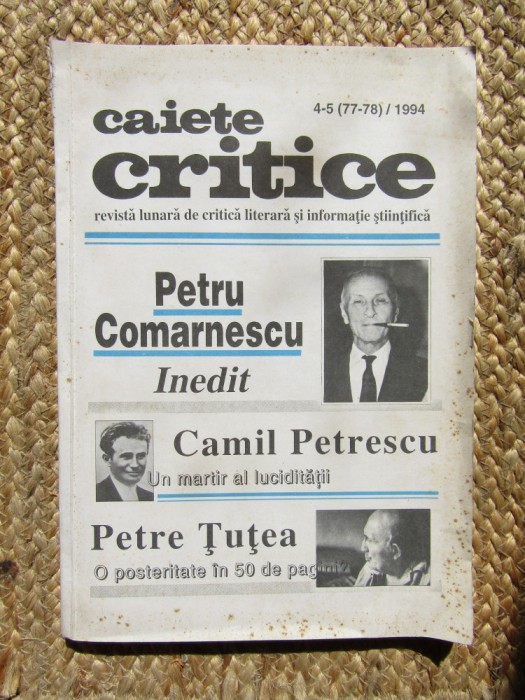 4-5 (77-78) / 1994
caiete
critice
revistă lunară de critică literară şi informaţie ştiinţifică
Petru
Comarnescu
Inedit
Camil Petrescu
Un martir al lucidităţii
Petre Ţuţea
O posteritate în 50 de pagini?